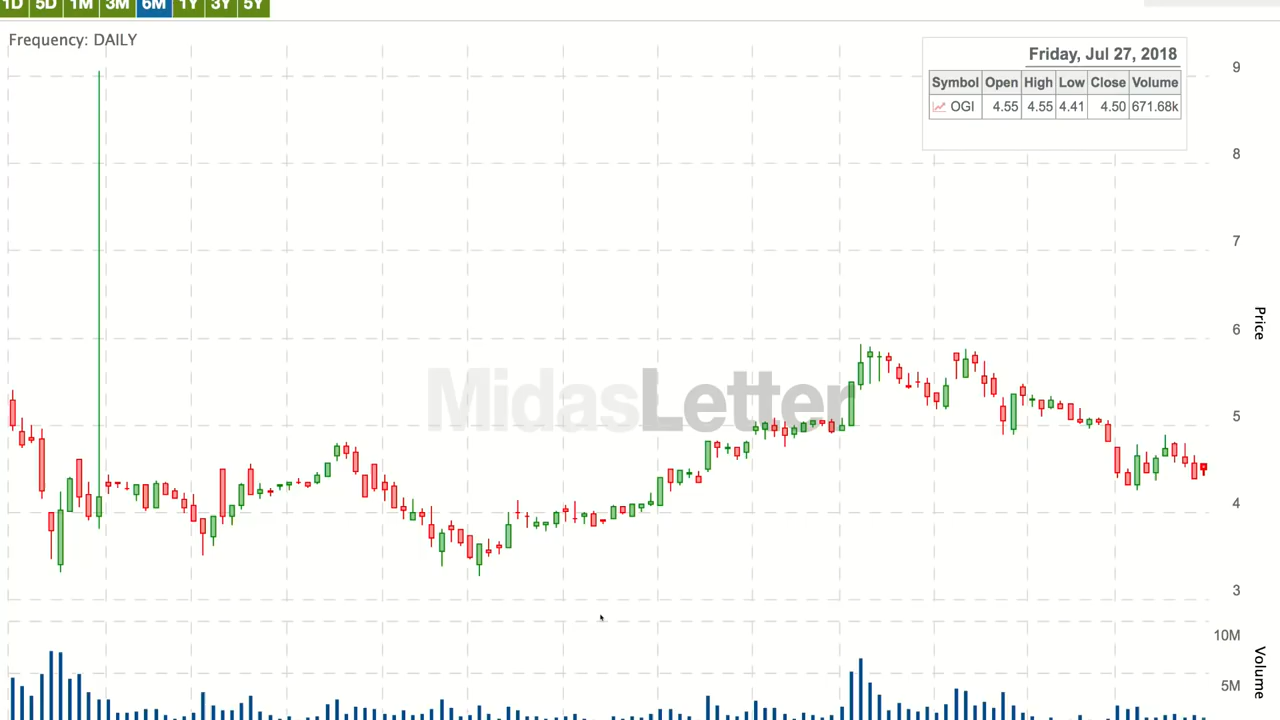 1D 5D 1M 3M 6M 1Y 3Y 5Y
Frequency: DAILY
Friday, Jul 27, 2018
Symbol Open High Low Close Volume
OGI 4.55 4.55 4.41 4.50 671.68k
9
8
7
6
Price
5
4
3
MidasLetter
10M
5M
Volume